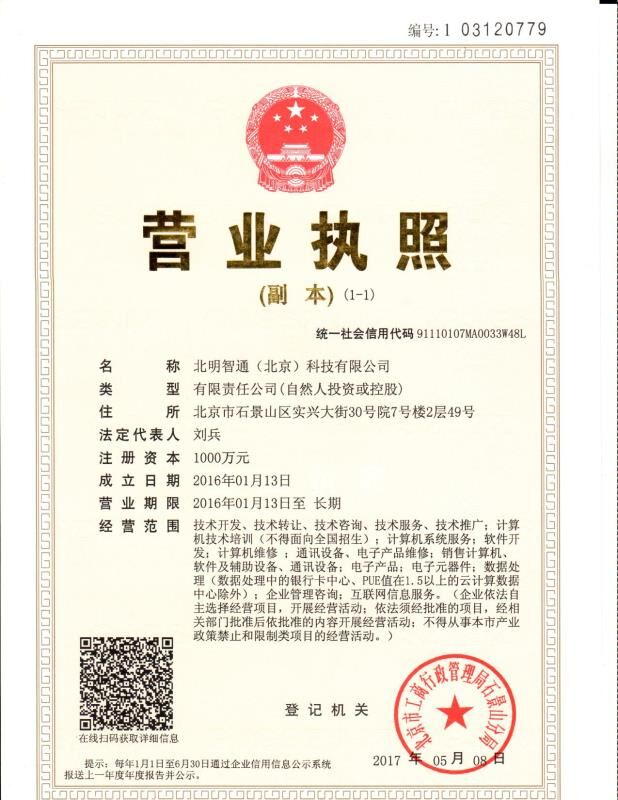 编号: 1 03120779
营业执照
(副 本) (1-1)
统一社会信用代码 91110107MA0033W48L
名 称 北明智通（北京）科技有限公司
类 型 有限责任公司(自然人投资或控股)
住 所 北京市石景山区实兴大街30号院7号楼2层49号
法定代表人 刘兵
注册资本 1000万元
成立日期 2016年01月13日
营业期限 2016年01月13日至 长期
经营范围 技术开发、技术转让、技术咨询、技术服务、技术推广；计算
机技术培训（不得面向全国招生）；计算机系统服务；软件开
发；计算机维修 ；通讯设备、电子产品维修；销售计算机、
软件及辅助设备、通讯设备；电子产品；电子元器件；数据处
理（数据处理中的银行卡中心、PUE值在1.5以上的云计算数据
中心除外）；企业管理咨询；互联网信息服务。（企业依法自
主选择经营项目，开展经营活动；依法须经批准的项目，经相
关部门批准后依批准的内容开展经营活动；不得从事本市产业
政策禁止和限制类项目的经营活动。）
在线扫码获取详细信息
登记机关
北京市工商行政管理局石景山分局
2017 年 05 月 08 日
提示：每年1月1日至6月30日通过企业信用信息公示系统
报送上一年度年度报告并公示。